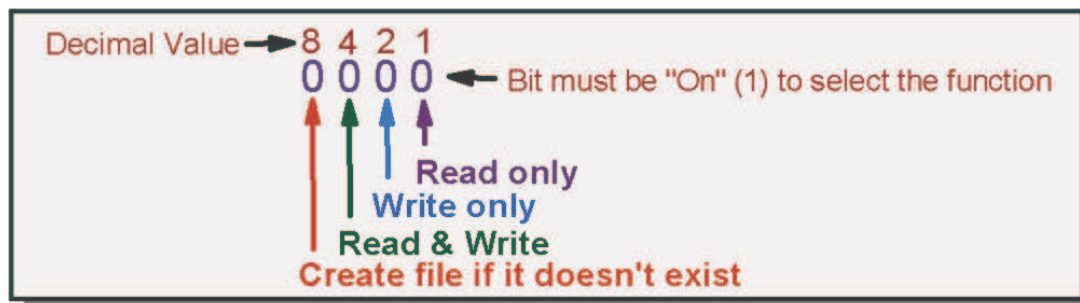 Decimal Value 8 4 2 1
0 0 0 0 Bit must be "On" (1) to select the function
Read only
Write only
Read & Write
Create file if it doesn't exist